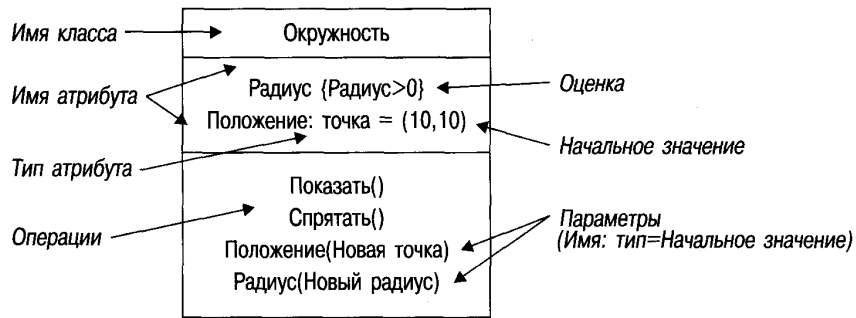 Имя класса
Окружность
Имя атрибута
Радиус {Радиус>0}
Оценка
Положение: точка = (10,10)
Начальное значение
Тип атрибута
Показать()
Операции
Спрятать()
Параметры
Положение(Новая точка)
(Имя: тип=Начальное значение)
Радиус(Новый радиус)